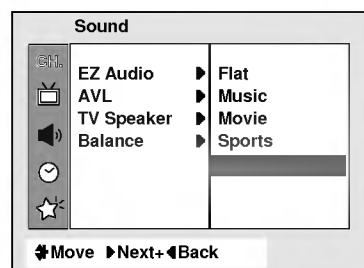 Sound
CH.
EZ Audio Flat
AVL Music
TV Speaker Movie
Balance Sports
Move Next+ Back